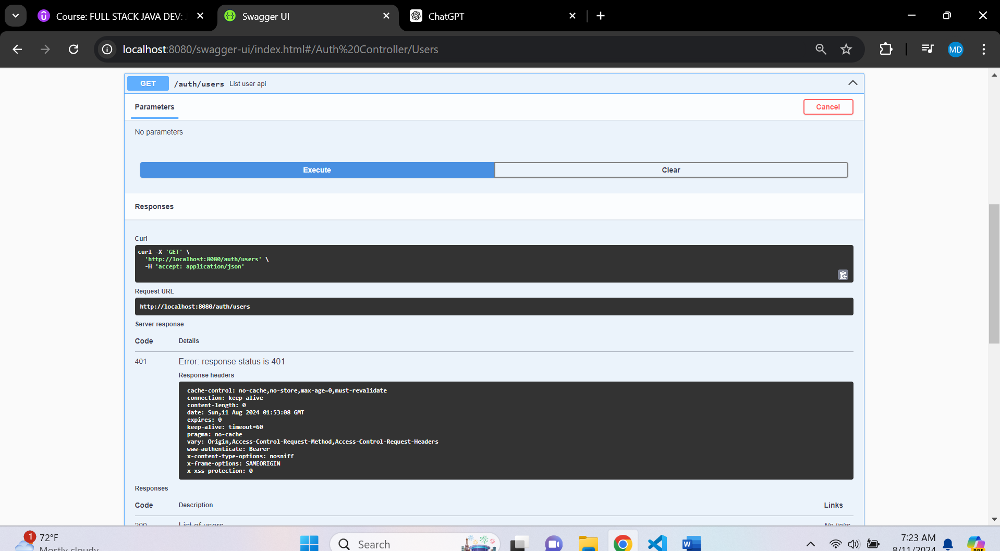 Course: FULL STACK JAVA DEV:
Swagger UI
ChatGPT
localhost:8080/swagger-ui/index.html#/Auth%20Controller/Users
MD
GET /auth/users List user api
Parameters
Cancel
No parameters
Execute
Clear
Responses
Curl
curl -X 'GET' \
'http://localhost:8080/auth/users' \
-H 'accept: application/json'
Request URL
http://localhost:8080/auth/users
Server response
Code Details
401 Error: response status is 401
Response headers
cache-control: no-cache,no-store,max-age=0,must-revalidate
connection: keep-alive
content-length: 0
date: Sun,11 Aug 2024 01:53:08 GMT
expires: 0
keep-alive: timeout=60
pragma: no-cache
vary: Origin,Access-Control-Request-Method,Access-Control-Request-Headers
www-authenticate: Bearer
x-content-type-options: nosniff
x-frame-options: SAMEORIGIN
x-xss-protection: 0
Responses
Code Description Links
200 List of users No links
1
72°F
Mostly cloudy
Search
W
7:23 AM
8/11/2024
PRE